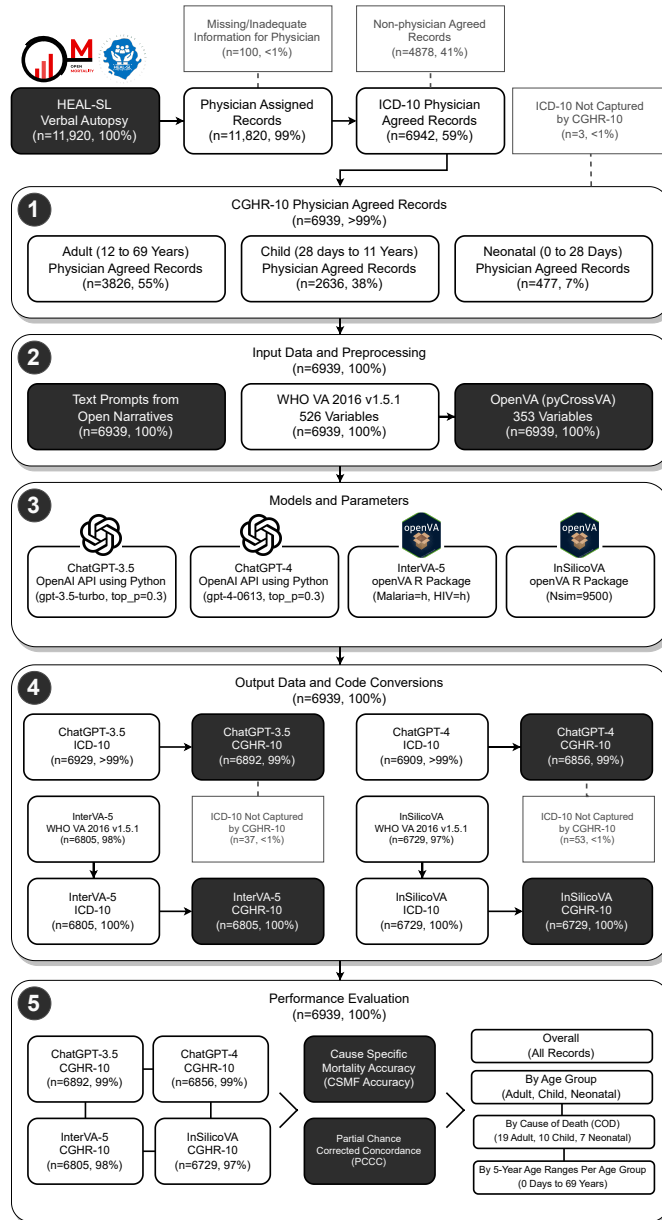 Missing/Inadequate
Information for Physician
(n=100, <1%)
Non-physician Agreed
Records
(n=4878, 41%)
M
OPEN
MORTALITY
HEAL-SL
HEAL-SL
Verbal Autopsy
(n=11,920, 100%)
Physician Assigned
Records
(n=11,820, 99%)
ICD-10 Physician
Agreed Records
(n=6942, 59%)
ICD-10 Not Captured
by CGHR-10
(n=3, <1%)
1
CGHR-10 Physician Agreed Records
(n=6939, >99%)
Adult (12 to 69 Years)
Physician Agreed Records
(n=3826, 55%)
Child (28 days to 11 Years)
Physician Agreed Records
(n=2636, 38%)
Neonatal (0 to 28 Days)
Physician Agreed Records
(n=477, 7%)
2
Input Data and Preprocessing
(n=6939, 100%)
Text Prompts from
Open Narratives
(n=6939, 100%)
WHO VA 2016 v1.5.1
526 Variables
(n=6939, 100%)
OpenVA (pyCrossVA)
353 Variables
(n=6939, 100%)
3
Models and Parameters
ChatGPT-3.5
OpenAI API using Python
(gpt-3.5-turbo, top_p=0.3)
ChatGPT-4
OpenAI API using Python
(gpt-4-0613, top_p=0.3)
openVA
InterVA-5
openVA R Package
(Malaria=h, HIV=h)
openVA
InSilicoVA
openVA R Package
(Nsim=9500)
4
Output Data and Code Conversions
(n=6939, 100%)
ChatGPT-3.5
ICD-10
(n=6929, >99%)
ChatGPT-3.5
CGHR-10
(n=6892, 99%)
ChatGPT-4
ICD-10
(n=6909, >99%)
ChatGPT-4
CGHR-10
(n=6856, 99%)
InterVA-5
WHO VA 2016 v1.5.1
(n=6805, 98%)
ICD-10 Not Captured
by CGHR-10
(n=37, <1%)
InSilicoVA
WHO VA 2016 v1.5.1
(n=6729, 97%)
ICD-10 Not Captured
by CGHR-10
(n=53, <1%)
InterVA-5
ICD-10
(n=6805, 100%)
InterVA-5
CGHR-10
(n=6805, 100%)
InSilicoVA
ICD-10
(n=6729, 100%)
InSilicoVA
CGHR-10
(n=6729, 100%)
5
Performance Evaluation
(n=6939, 100%)
ChatGPT-3.5
CGHR-10
(n=6892, 99%)
ChatGPT-4
CGHR-10
(n=6856, 99%)
InterVA-5
CGHR-10
(n=6805, 98%)
InSilicoVA
CGHR-10
(n=6729, 97%)
Cause Specific
Mortality Accuracy
(CSMF Accuracy)
Partial Chance
Corrected Concordance
(PCCC)
Overall
(All Records)
By Age Group
(Adult, Child, Neonatal)
By Cause of Death (COD)
(19 Adult, 10 Child, 7 Neonatal)
By 5-Year Age Ranges Per Age Group
(0 Days to 69 Years)